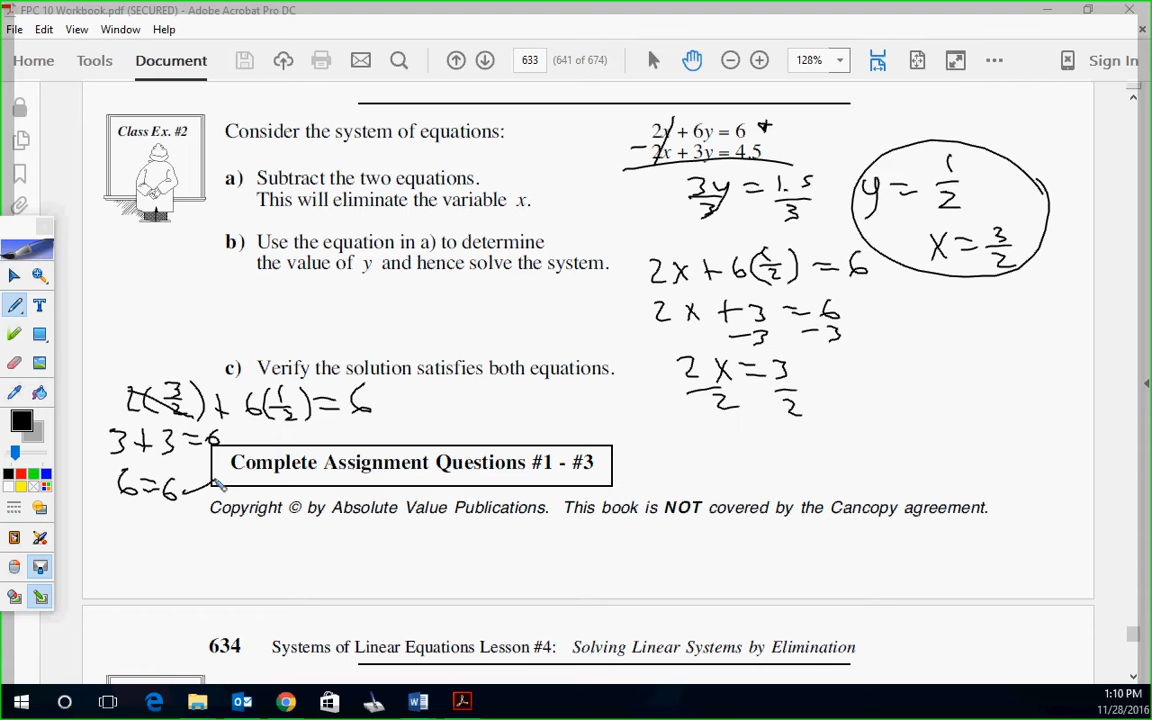 FPC 10 Workbook.pdf (SECURED) - Adobe Acrobat Pro DC
File Edit View Window Help
Home Tools Document 633 (641 of 674) 128% Sign In
Class Ex. #2
Consider the system of equations:
a) Subtract the two equations.
This will eliminate the variable x.
b) Use the equation in a) to determine
the value of y and hence solve the system.
c) Verify the solution satisfies both equations.
2x + 6y = 6 *
− 2x + 3y = 4.5
3y/3 = 1.5/3
y = 1/2
x = 3/2
2x + 6(1/2) = 6
2x + 3 = 6
−3 −3
2x/2 = 3/2
2(3/2) + 6(1/2) = 6
3 + 3 = 6
6 = 6 ✓
Complete Assignment Questions #1 - #3
Copyright © by Absolute Value Publications. This book is NOT covered by the Cancopy agreement.
634 Systems of Linear Equations Lesson #4: Solving Linear Systems by Elimination
1:10 PM
11/28/2016